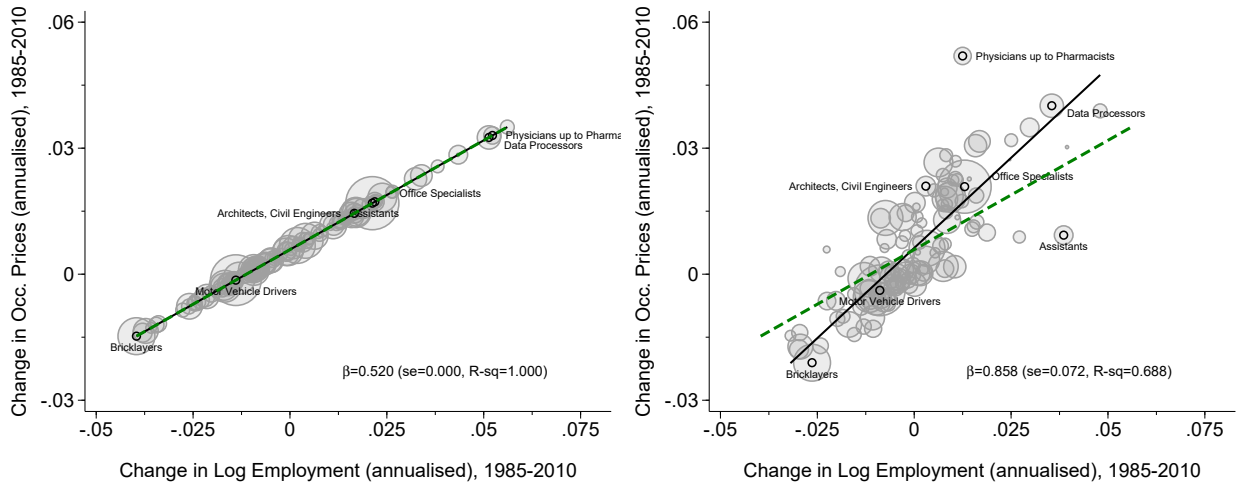 Change in Occ. Prices (annualised), 1985-2010
.06
.03
0
-.03
Physicians up to Pharma
Data Processors
Office Specialists
Architects, Civil Engineers
Assistants
Motor Vehicle Drivers
Bricklayers
β=0.520 (se=0.000, R-sq=1.000)
-.05 -.025 0 .025 .05 .075
Change in Log Employment (annualised), 1985-2010
Change in Occ. Prices (annualised), 1985-2010
.06
.03
0
-.03
Physicians up to Pharmacists
Data Processors
Office Specialists
Architects, Civil Engineers
Assistants
Motor Vehicle Drivers
Bricklayers
β=0.858 (se=0.072, R-sq=0.688)
-.05 -.025 0 .025 .05 .075
Change in Log Employment (annualised), 1985-2010